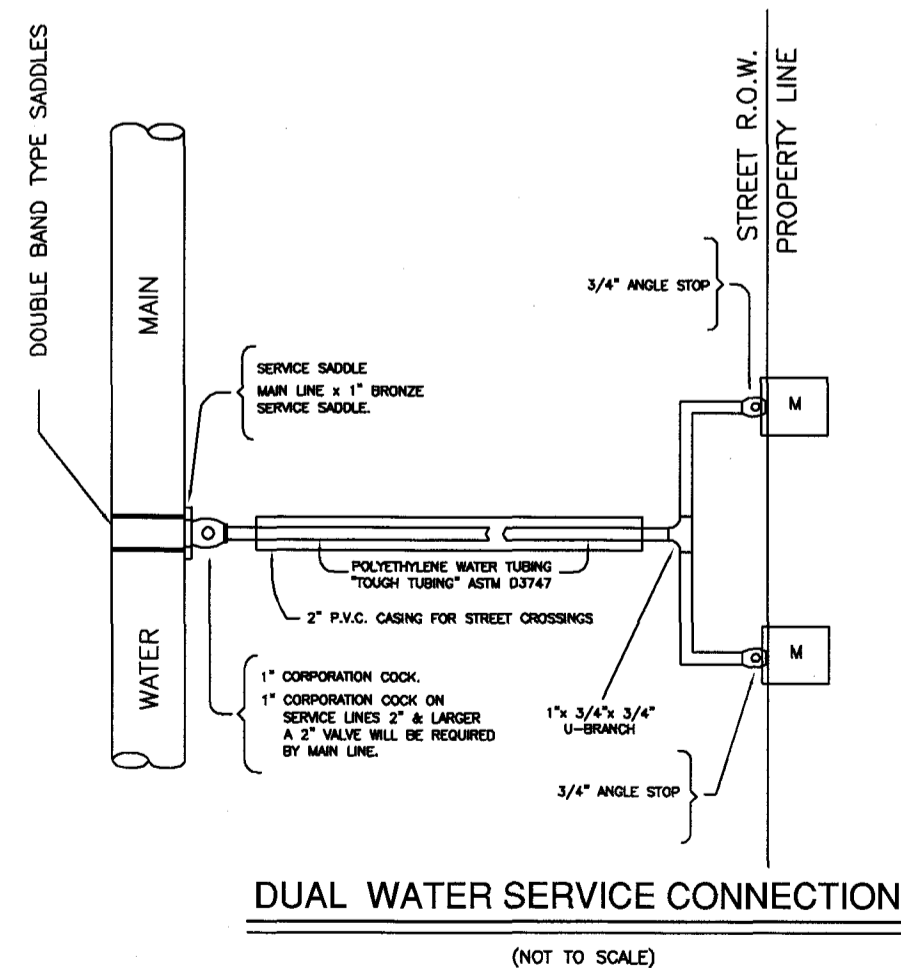 DOUBLE BAND TYPE SADDLES
MAIN
WATER
STREET R.O.W.
PROPERTY LINE
3/4" ANGLE STOP
SERVICE SADDLE
MAIN LINE x 1" BRONZE
SERVICE SADDLE.
M
POLYETHYLENE WATER TUBING
"TOUGH TUBING" ASTM D3747
2" P.V.C. CASING FOR STREET CROSSINGS
M
1" CORPORATION COCK.
1" CORPORATION COCK ON
SERVICE LINES 2" & LARGER
A 2" VALVE WILL BE REQUIRED
BY MAIN LINE.
1"x 3/4"x 3/4"
U-BRANCH
3/4" ANGLE STOP
DUAL WATER SERVICE CONNECTION
(NOT TO SCALE)